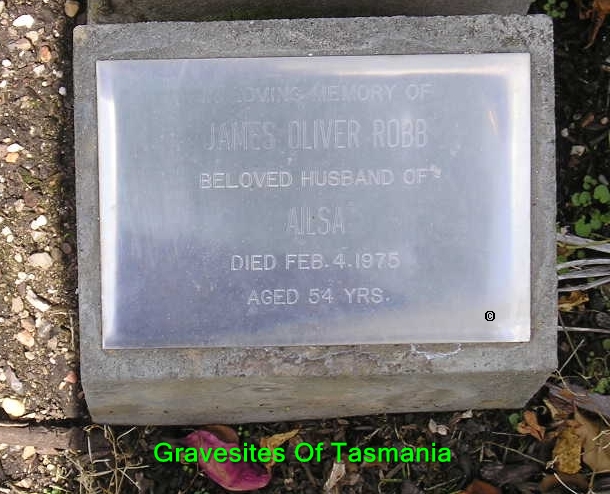 IN LOVING MEMORY OF
JAMES OLIVER ROBB
BELOVED HUSBAND OF
AILSA
DIED FEB. 4. 1975
AGED 54 YRS.
©
Gravesites Of Tasmania